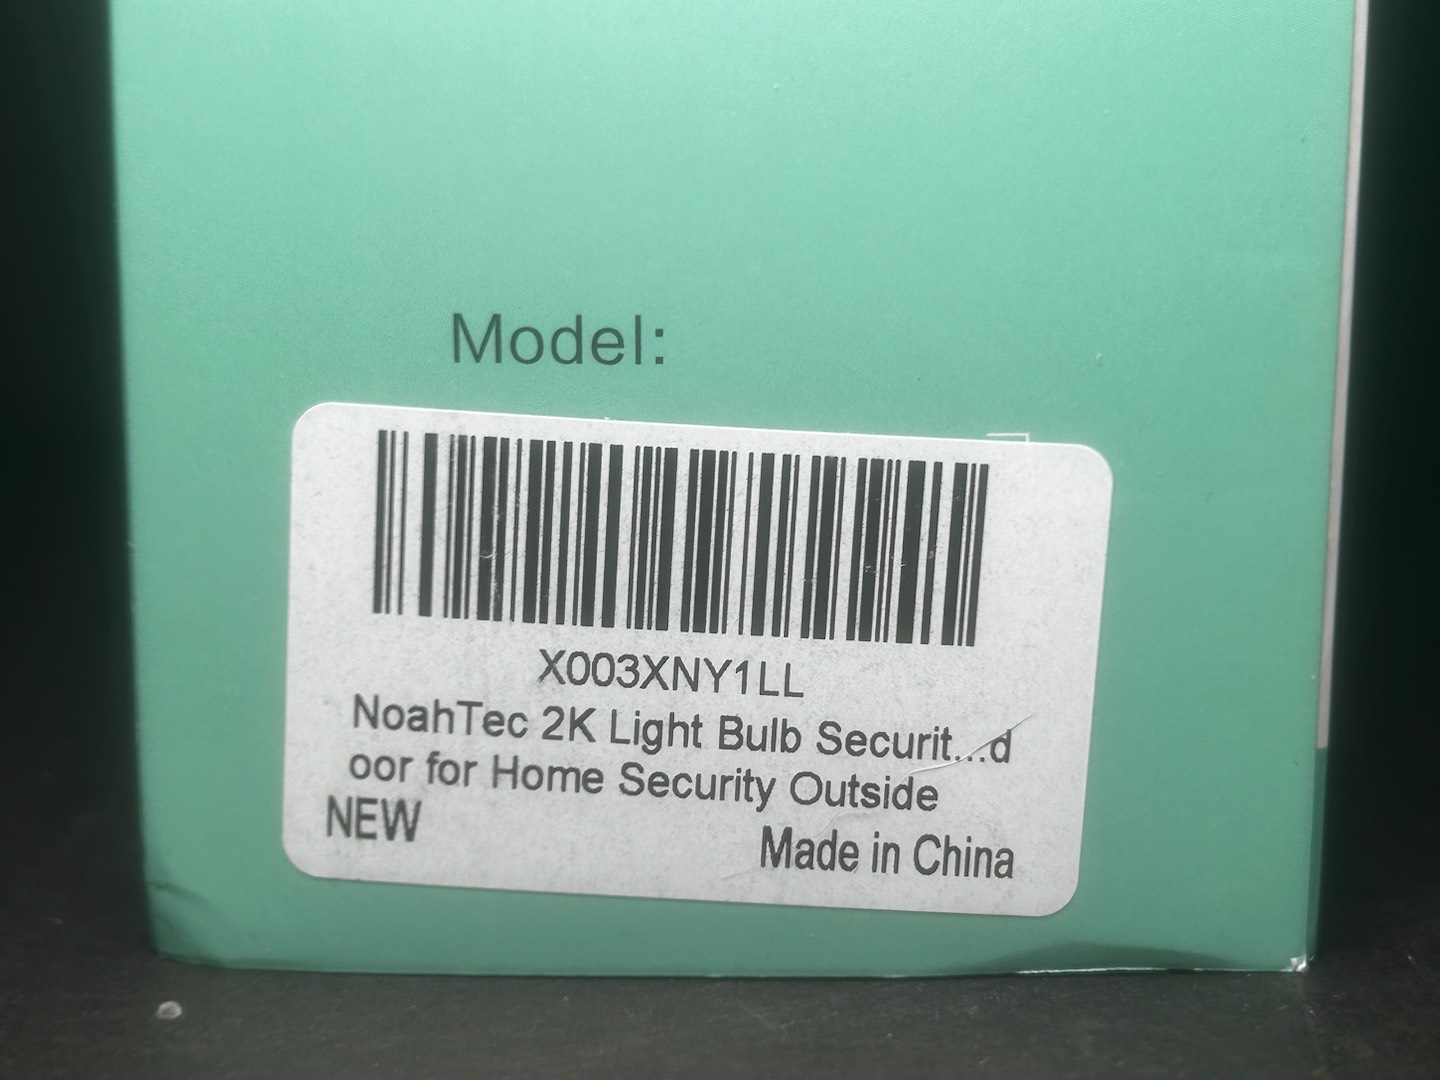 Model:
X003XNY1LL
NoahTec 2K Light Bulb Securit...d
oor for Home Security Outside
NEW
Made in China